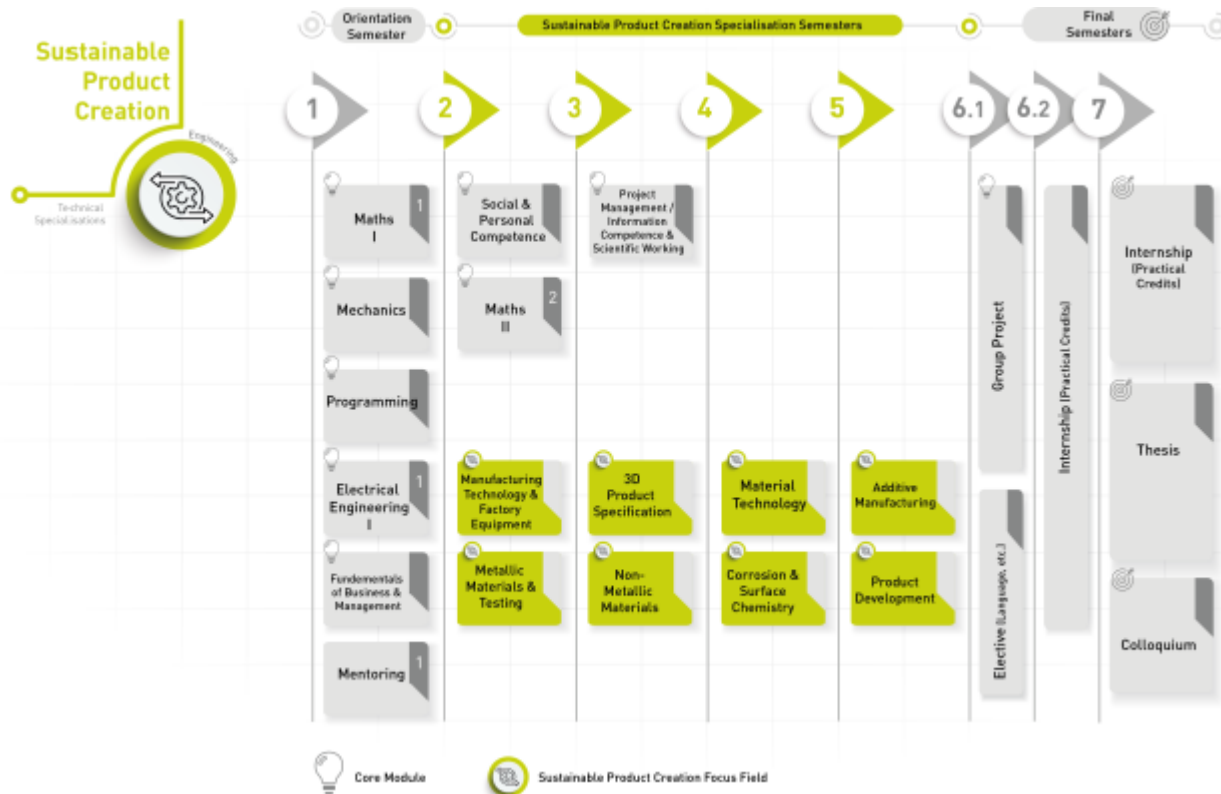 Sustainable
Product
Creation
Engineering
Technical
Specialisations
Orientation
Semester
Sustainable Product Creation Specialisation Semesters
Final
Semesters
1
2
3
4
5
6.1
6.2
7
Maths
I
1
Mechanics
Programming
Electrical
Engineering
I
1
Fundementals
of Business &
Management
Mentoring
1
Social &
Personal
Competence
Maths
II
2
Manufacturing
Technology &
Factory
Equipment
Metallic
Materials &
Testing
Project
Management /
Information
Competence &
Scientific Working
3D
Product
Specification
Non-
Metallic
Materials
Material
Technology
Corrosion &
Surface
Chemistry
Additive
Manufacturing
Product
Development
Group Project
Elective (Language, etc.)
Internship (Practical Credits)
Internship
(Practical
Credits)
Thesis
Colloquium
Core Module
Sustainable Product Creation Focus Field